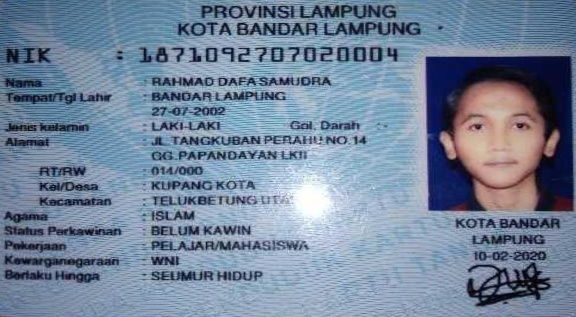 PROVINSI LAMPUNG
KOTA BANDAR LAMPUNG
NIK : 1871092707020004
Nama : RAHMAD DAFA SAMUDRA
Tempat/Tgl Lahir : BANDAR LAMPUNG
27-07-2002
Jenis kelamin : LAKI-LAKI Gol. Darah : -
Alamat : JL. TANGKUBAN PERAHU NO.14
GG.PAPANDAYAN LKII
RT/RW : 014/000
Kel/Desa : KUPANG KOTA
Kecamatan : TELUKBETUNG UTA
Agama : ISLAM
Status Perkawinan : BELUM KAWIN
Pekerjaan : PELAJAR/MAHASISWA
Kewarganegaraan : WNI
Berlaku Hingga : SEUMUR HIDUP
KOTA BANDAR
LAMPUNG
10-02-2020